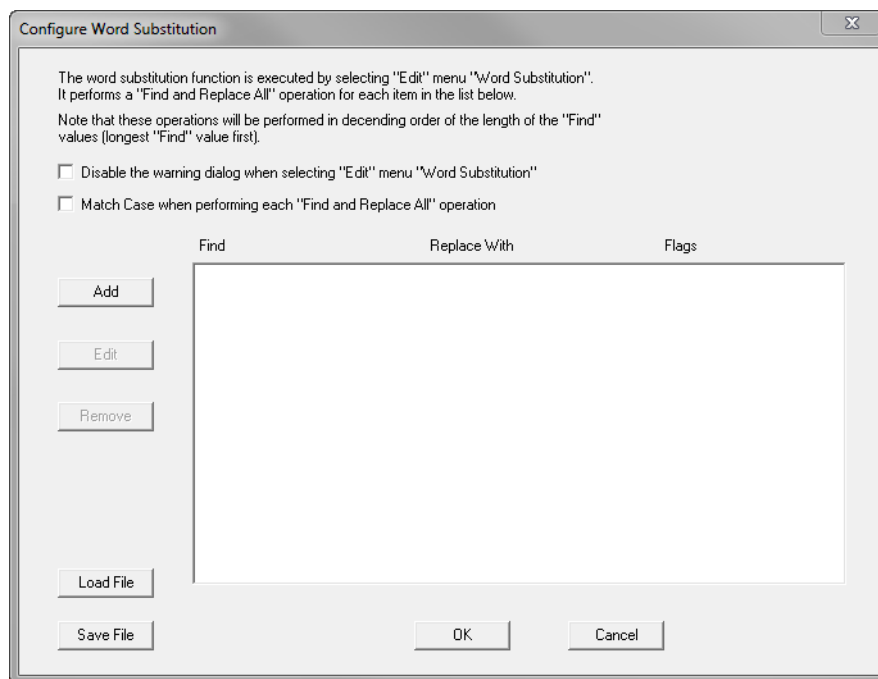 Configure Word Substitution
The word substitution function is executed by selecting "Edit" menu "Word Substitution".
It performs a "Find and Replace All" operation for each item in the list below.
Note that these operations will be performed in decending order of the length of the "Find"
values (longest "Find" value first).
Disable the warning dialog when selecting "Edit" menu "Word Substitution"
Match Case when performing each "Find and Replace All" operation
Find Replace With Flags
Add
Edit
Remove
Load File
Save File OK Cancel